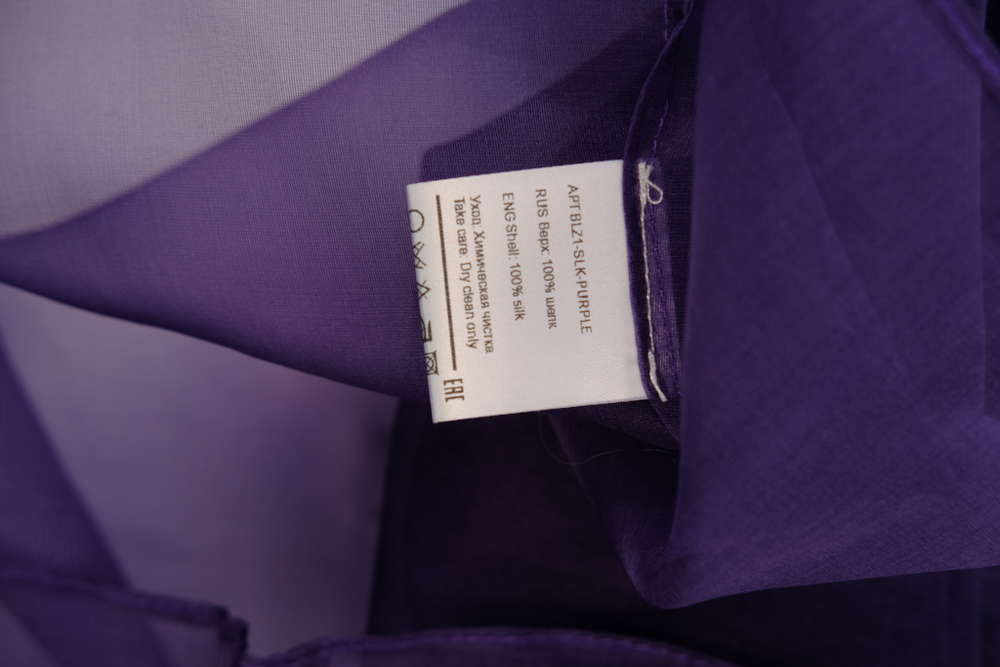 АРТ BLZ1-SLK-PURPLE
RUS Верх: 100% шелк
ENG Shell: 100% silk
Уход: Химическая чистка
Take care: Dry clean only
EAC